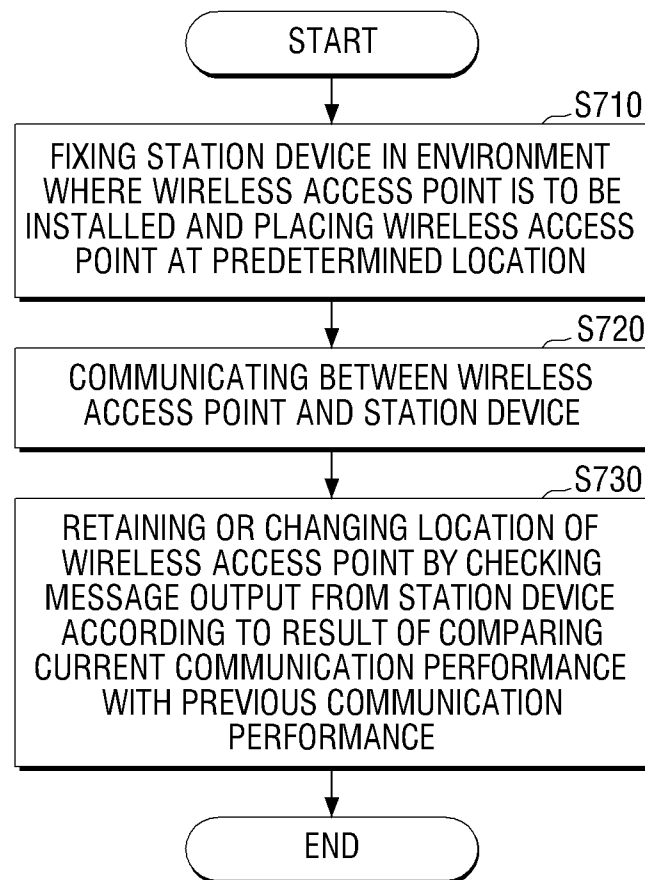 START
S710
FIXING STATION DEVICE IN ENVIRONMENT
WHERE WIRELESS ACCESS POINT IS TO BE
INSTALLED AND PLACING WIRELESS ACCESS
POINT AT PREDETERMINED LOCATION
S720
COMMUNICATING BETWEEN WIRELESS
ACCESS POINT AND STATION DEVICE
S730
RETAINING OR CHANGING LOCATION OF
WIRELESS ACCESS POINT BY CHECKING
MESSAGE OUTPUT FROM STATION DEVICE
ACCORDING TO RESULT OF COMPARING
CURRENT COMMUNICATION PERFORMANCE
WITH PREVIOUS COMMUNICATION
PERFORMANCE
END